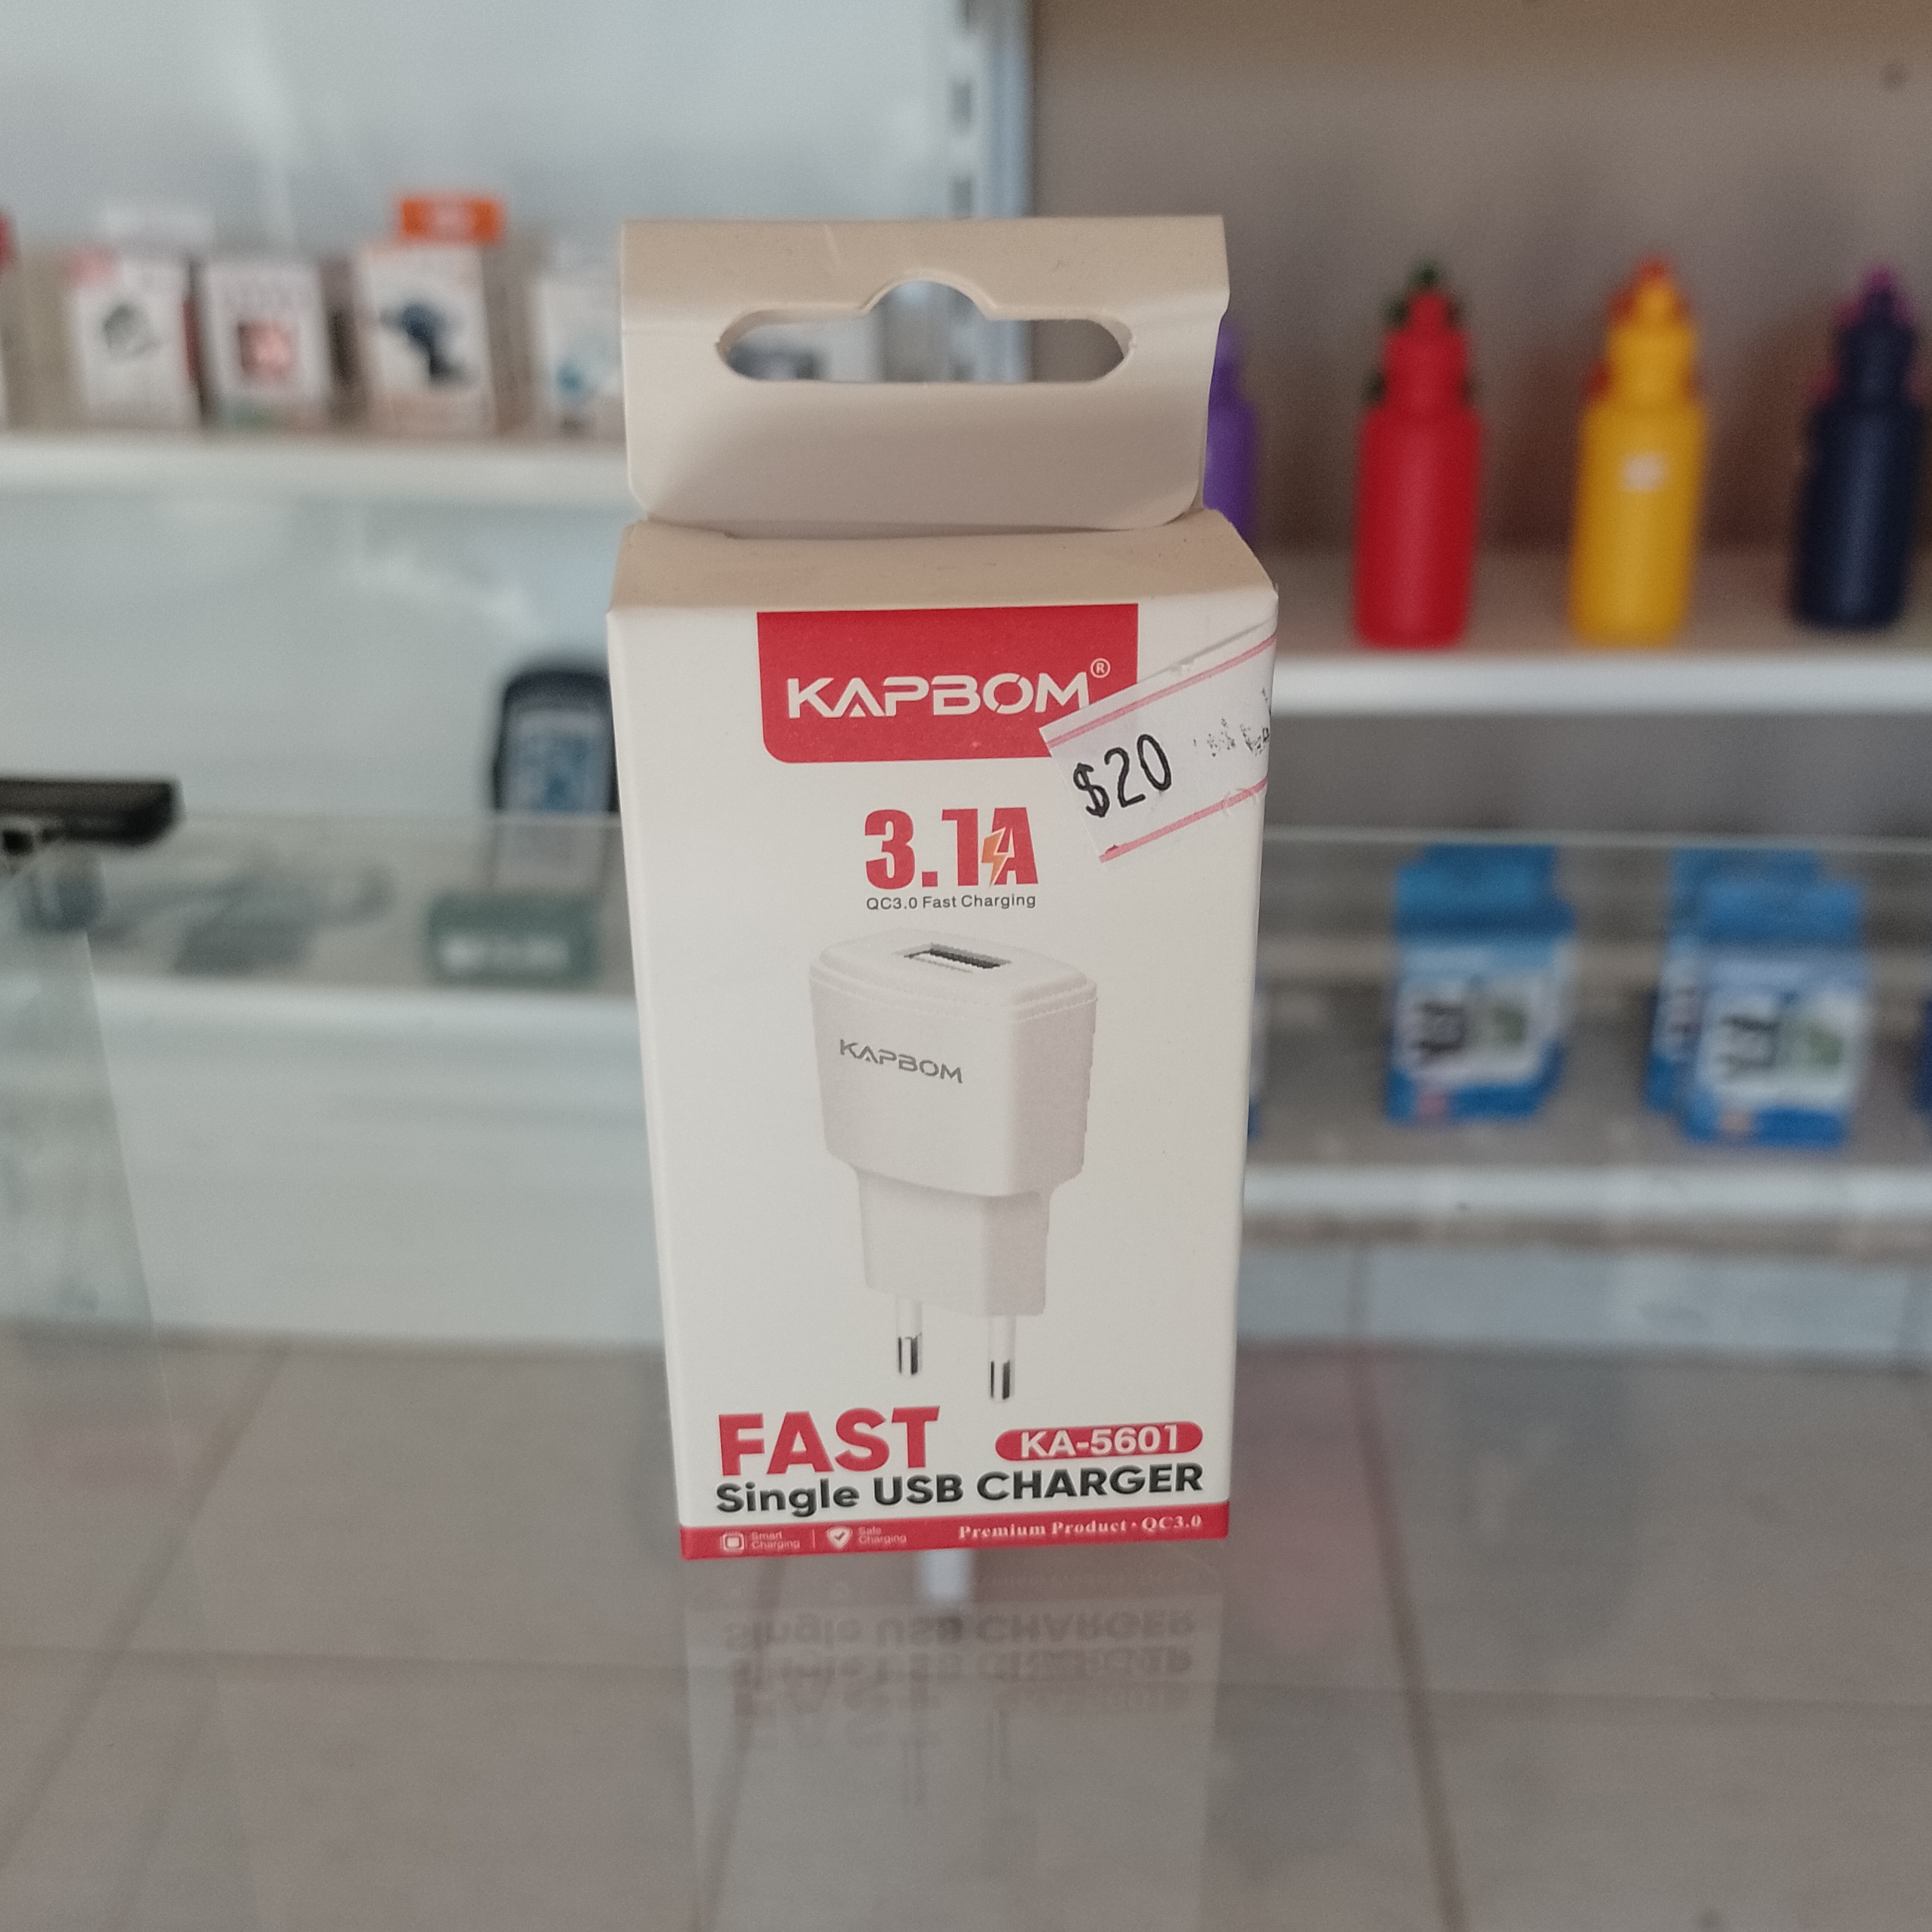 KAPBOM®
$20
3.1A
QC3.0 Fast Charging
KAPBOM
FAST
KA-5601
Single USB CHARGER
Smart
Charging
Safe
Charging
Premium Product • QC3.0